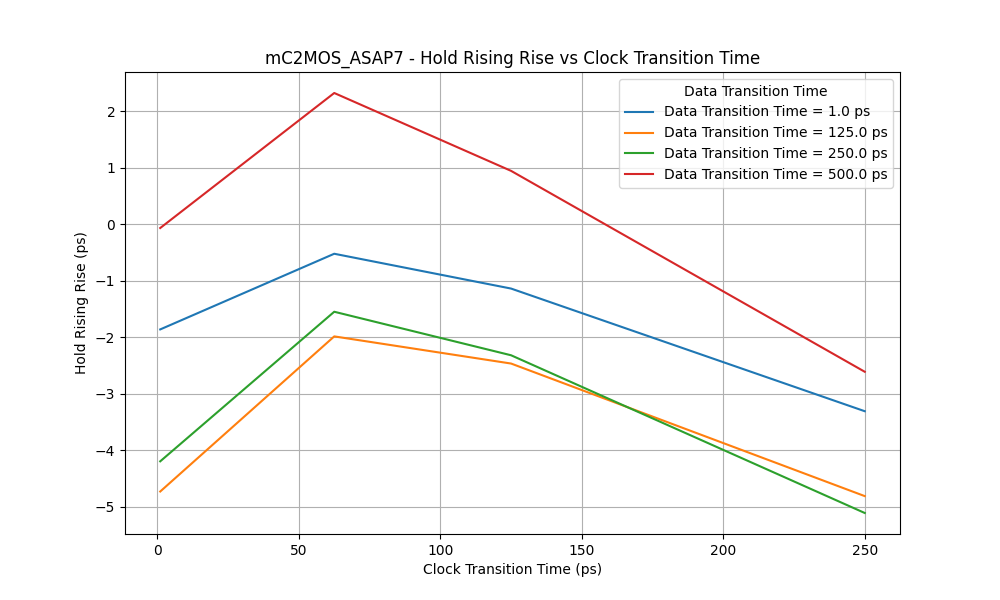 mC2MOS_ASAP7 - Hold Rising Rise vs Clock Transition Time
Data Transition Time
Data Transition Time = 1.0 ps
Data Transition Time = 125.0 ps
Data Transition Time = 250.0 ps
Data Transition Time = 500.0 ps
Hold Rising Rise (ps)
2
1
0
−1
−2
−3
−4
−5
0 50 100 150 200 250
Clock Transition Time (ps)